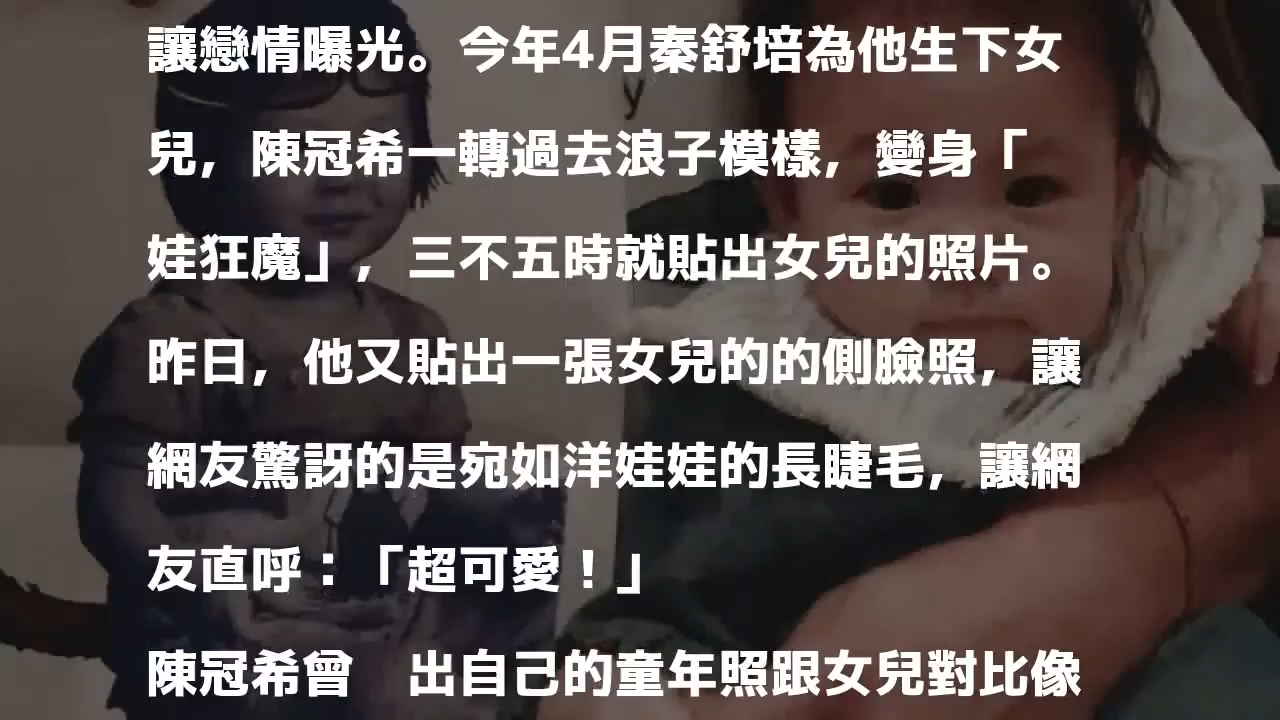 讓戀情曝光。今年4月秦舒培為他生下女
兒，陳冠希一轉過去浪子模樣，變身「
娃狂魔」，三不五時就貼出女兒的照片。
昨日，他又貼出一張女兒的的側臉照，讓
網友驚訝的是宛如洋娃娃的長睫毛，讓網
友直呼：「超可愛！」
陳冠希曾　出自己的童年照跟女兒對比像
y